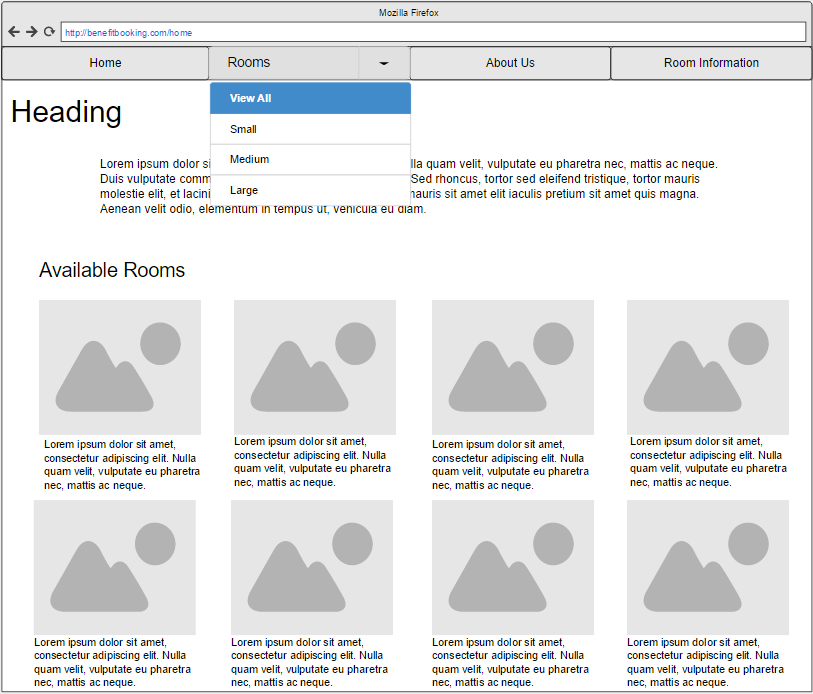 Mozilla Firefox
http://benefitbooking.com/home
Home
Rooms
About Us
Room Information
View All
Small
Medium
Large
Heading
Lorem ipsum dolor quam velit, vulputate eu pharetra nec, mattis ac neque.
Duis vulputate Sed rhoncus, tortor sed eleifend tristique, tortor mauris
molestie elit, et mauris sit amet elit iaculis pretium sit amet quis magna.
Aenean velit odio, elementum in tempus ut, vehicula eu diam.
Available Rooms
Lorem ipsum dolor sit amet,
consectetur adipiscing elit. Nulla
quam velit, vulputate eu pharetra
nec, mattis ac neque.
Lorem ipsum dolor sit amet,
consectetur adipiscing elit. Nulla
quam velit, vulputate eu pharetra
nec, mattis ac neque.
Lorem ipsum dolor sit amet,
consectetur adipiscing elit. Nulla
quam velit, vulputate eu pharetra
nec, mattis ac neque.
Lorem ipsum dolor sit amet,
consectetur adipiscing elit. Nulla
quam velit, vulputate eu pharetra
nec, mattis ac neque.
Lorem ipsum dolor sit amet,
consectetur adipiscing elit. Nulla
quam velit, vulputate eu pharetra
nec, mattis ac neque.
Lorem ipsum dolor sit amet,
consectetur adipiscing elit. Nulla
quam velit, vulputate eu pharetra
nec, mattis ac neque.
Lorem ipsum dolor sit amet,
consectetur adipiscing elit. Nulla
quam velit, vulputate eu pharetra
nec, mattis ac neque.
Lorem ipsum dolor sit amet,
consectetur adipiscing elit. Nulla
quam velit, vulputate eu pharetra
nec, mattis ac neque.